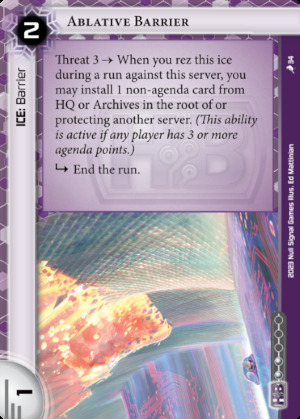 Ablative Barrier
2
ICE: Barrier
Threat 3 → When you rez this ice
during a run against this server, you
may install 1 non-agenda card from
HQ or Archives in the root of or
protecting another server. (This ability
is active if any player has 3 or more
agenda points.)
↳ End the run.
34
2023 Null Signal Games Illus. Ed Mattinian
HB
1